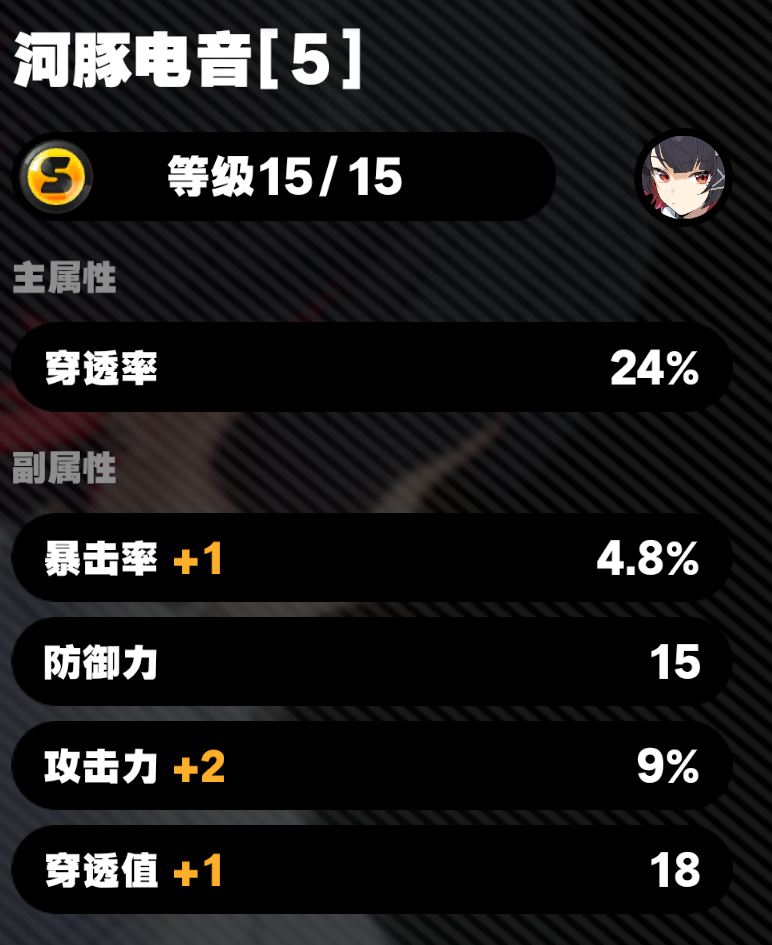 河豚电音[5]
S 等级15/15
主属性
穿透率 24%
副属性
暴击率 +1 4.8%
防御力 15
攻击力 +2 9%
穿透值 +1 18